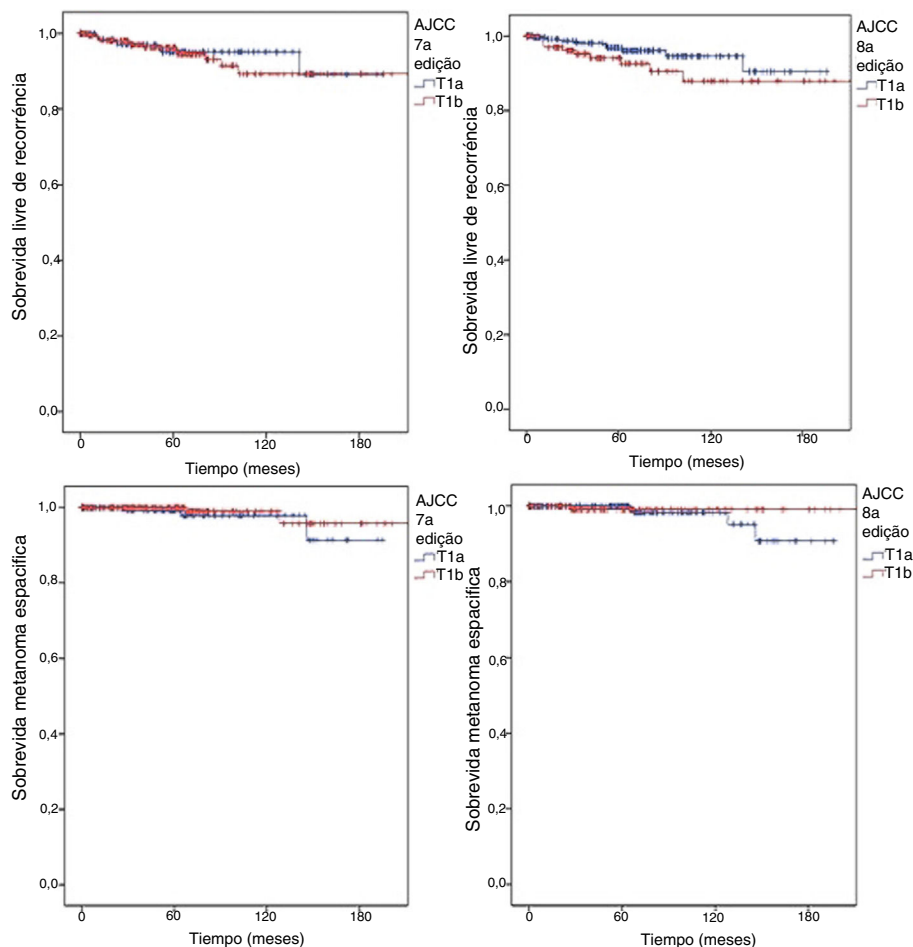 AJCC
7a
edição
T1a
T1b
1,0
0,8
0,6
0,4
0,2
0,0
Sobrevida livre de recorréncia
0
60
120
180
Tiempo (meses)
AJCC
8a
edição
T1a
T1b
1,0
0,8
0,6
0,4
0,2
0,0
Sobrevida livre de recorréncia
0
60
120
180
Tiempo (meses)
AJCC
7a
edição
T1a
T1b
1,0
0,8
0,6
0,4
0,2
0,0
Sobrevida metanoma espacifica
0
60
120
180
Tiempo (meses)
AJCC
8a
edição
T1a
T1b
1,0
0,8
0,6
0,4
0,2
0,0
Sobrevida metanoma espacifica
0
60
120
180
Tiempo (meses)